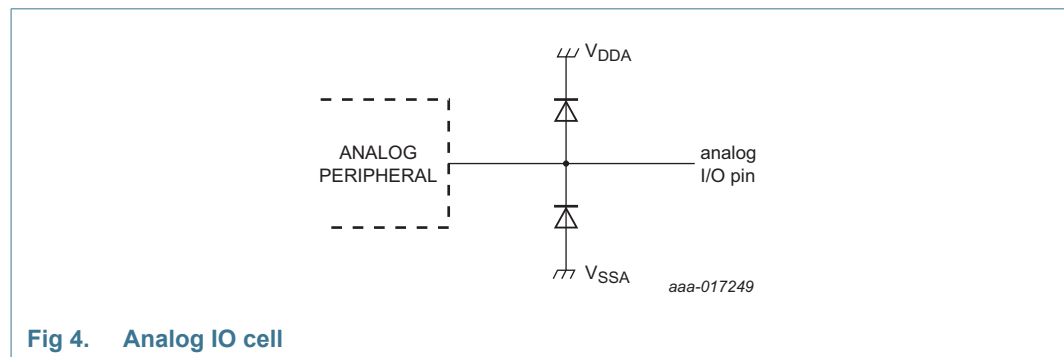 VDDA
ANALOG
PERIPHERAL
analog
I/O pin
VSSA
aaa-017249
Fig 4. Analog IO cell